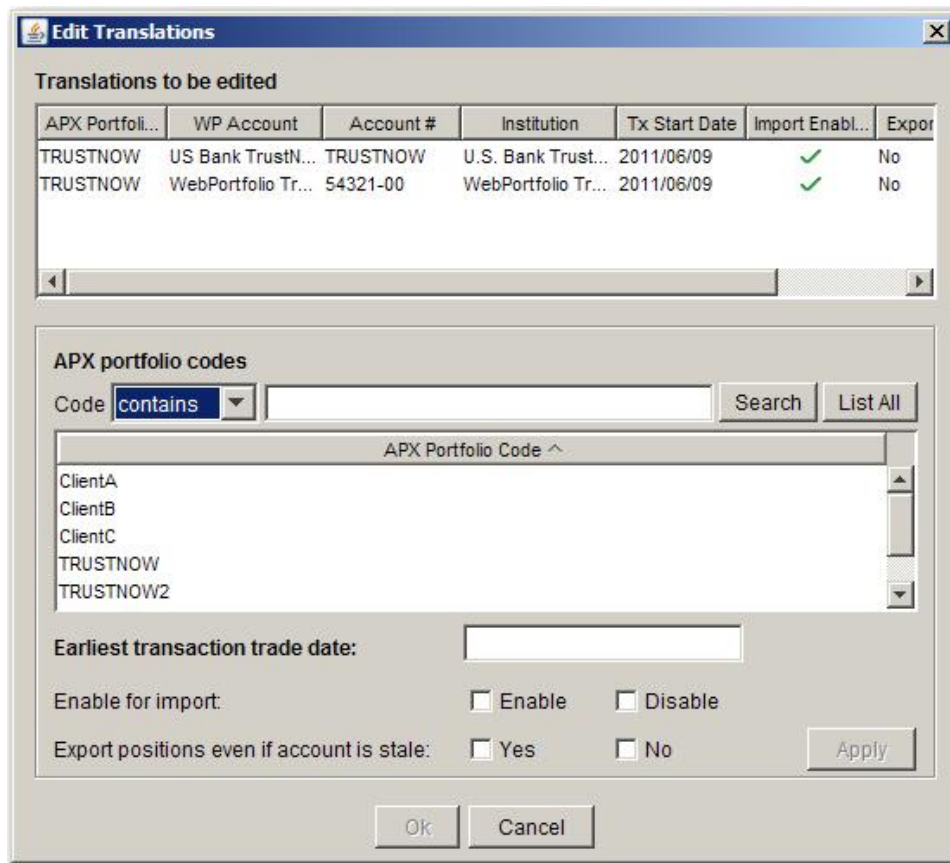 Edit Translations
Translations to be edited
APX Portfoli... WP Account Account # Institution Tx Start Date Import Enabl... Expor
TRUSTNOW US Bank TrustN... TRUSTNOW U.S. Bank Trust... 2011/06/09 No
TRUSTNOW WebPortfolio Tr... 54321-00 WebPortfolio Tr... 2011/06/09 No
APX portfolio codes
Code contains Search List All
APX Portfolio Code
ClientA
ClientB
ClientC
TRUSTNOW
TRUSTNOW2
Earliest transaction trade date:
Enable for import: Enable Disable
Export positions even if account is stale: Yes No Apply
Ok Cancel